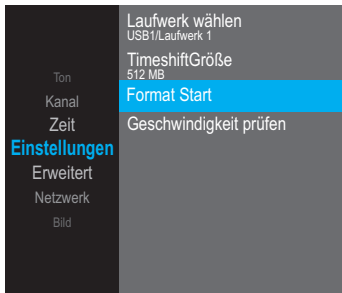 Ton
Kanal
Zeit
Einstellungen
Erweitert
Netzwerk
Bild
Laufwerk wählen
USB1/Laufwerk 1
TimeshiftGröße
512 MB
Format Start
Geschwindigkeit prüfen